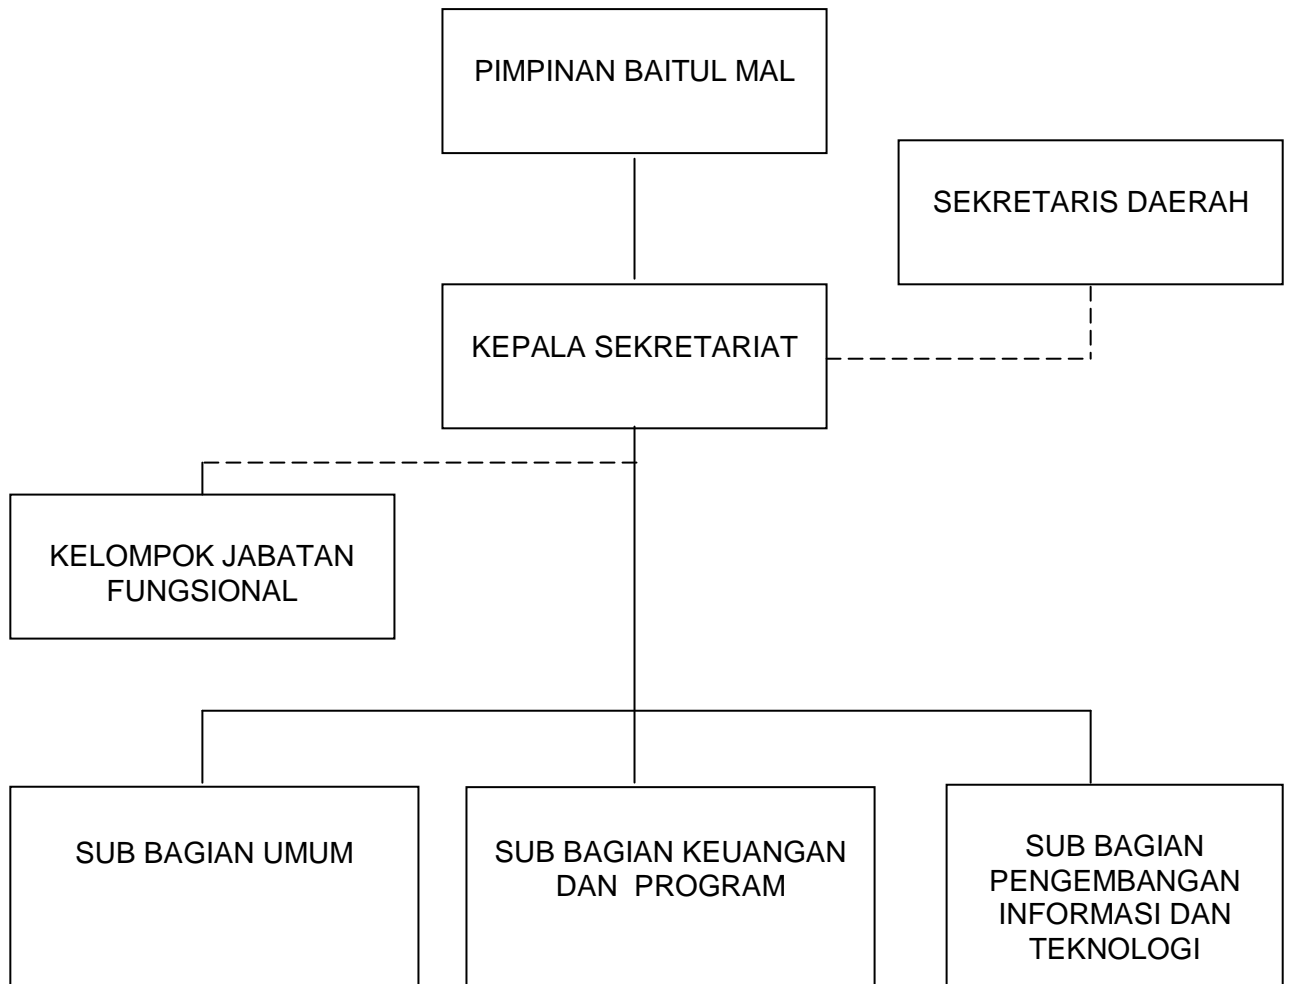 PIMPINAN BAITUL MAL
SEKRETARIS DAERAH
KEPALA SEKRETARIAT
KELOMPOK JABATAN
FUNGSIONAL
SUB BAGIAN UMUM
SUB BAGIAN KEUANGAN
DAN PROGRAM
SUB BAGIAN
PENGEMBANGAN
INFORMASI DAN
TEKNOLOGI